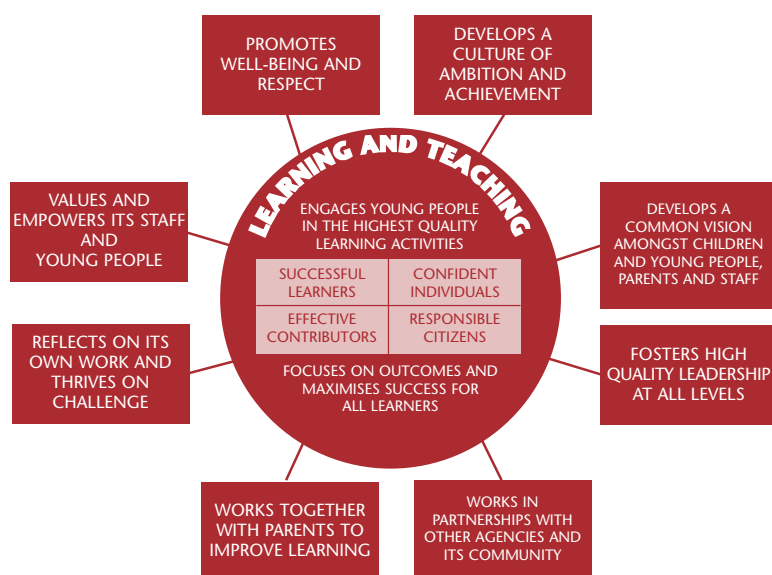 PROMOTES
WELL-BEING AND
RESPECT
DEVELOPS A
CULTURE OF
AMBITION AND
ACHIEVEMENT
LEARNING AND TEACHING
VALUES AND
EMPOWERS ITS STAFF
AND
YOUNG PEOPLE
ENGAGES YOUNG PEOPLE
IN THE HIGHEST QUALITY
LEARNING ACTIVITIES
DEVELOPS A
COMMON VISION
AMONGST CHILDREN
AND YOUNG PEOPLE,
PARENTS AND STAFF
SUCCESSFUL
LEARNERS
CONFIDENT
INDIVIDUALS
EFFECTIVE
CONTRIBUTORS
RESPONSIBLE
CITIZENS
REFLECTS ON ITS
OWN WORK AND
THRIVES ON
CHALLENGE
FOCUSES ON OUTCOMES AND
MAXIMISES SUCCESS FOR
ALL LEARNERS
FOSTERS HIGH
QUALITY LEADERSHIP
AT ALL LEVELS
WORKS TOGETHER
WITH PARENTS TO
IMPROVE LEARNING
WORKS IN
PARTNERSHIPS WITH
OTHER AGENCIES AND
ITS COMMUNITY